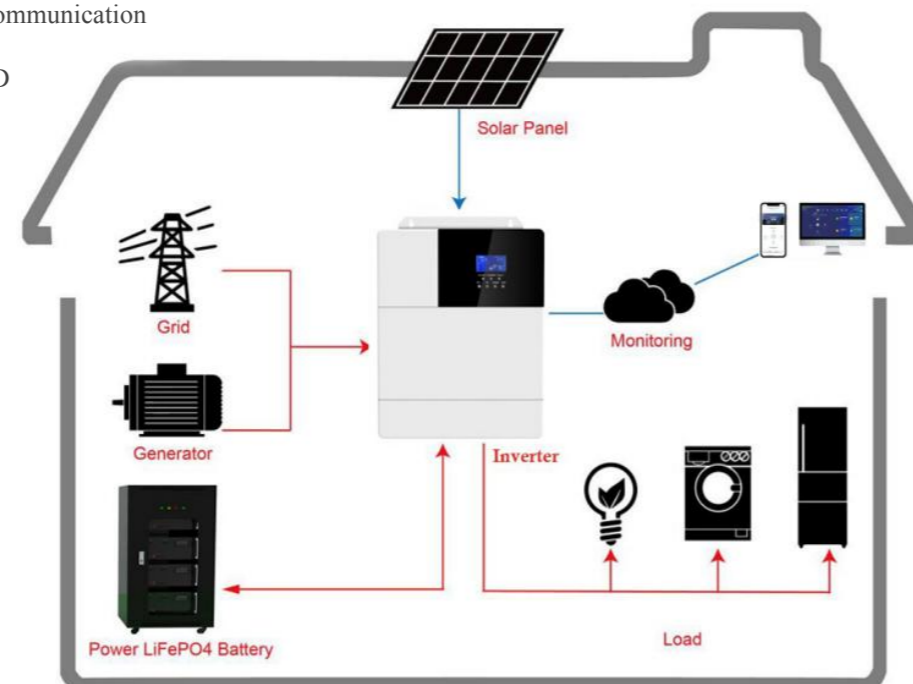 ommunication
Solar Panel
Grid
Monitoring
Generator
Inverter
Power LiFePO4 Battery
Load